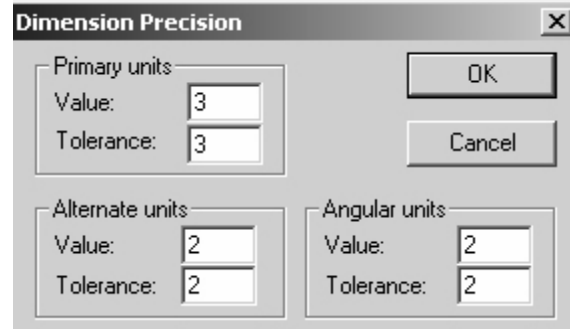 Dimension Precision
Primary units
Value: 3
Tolerance: 3
OK
Cancel
Alternate units
Value: 2
Tolerance: 2
Angular units
Value: 2
Tolerance: 2